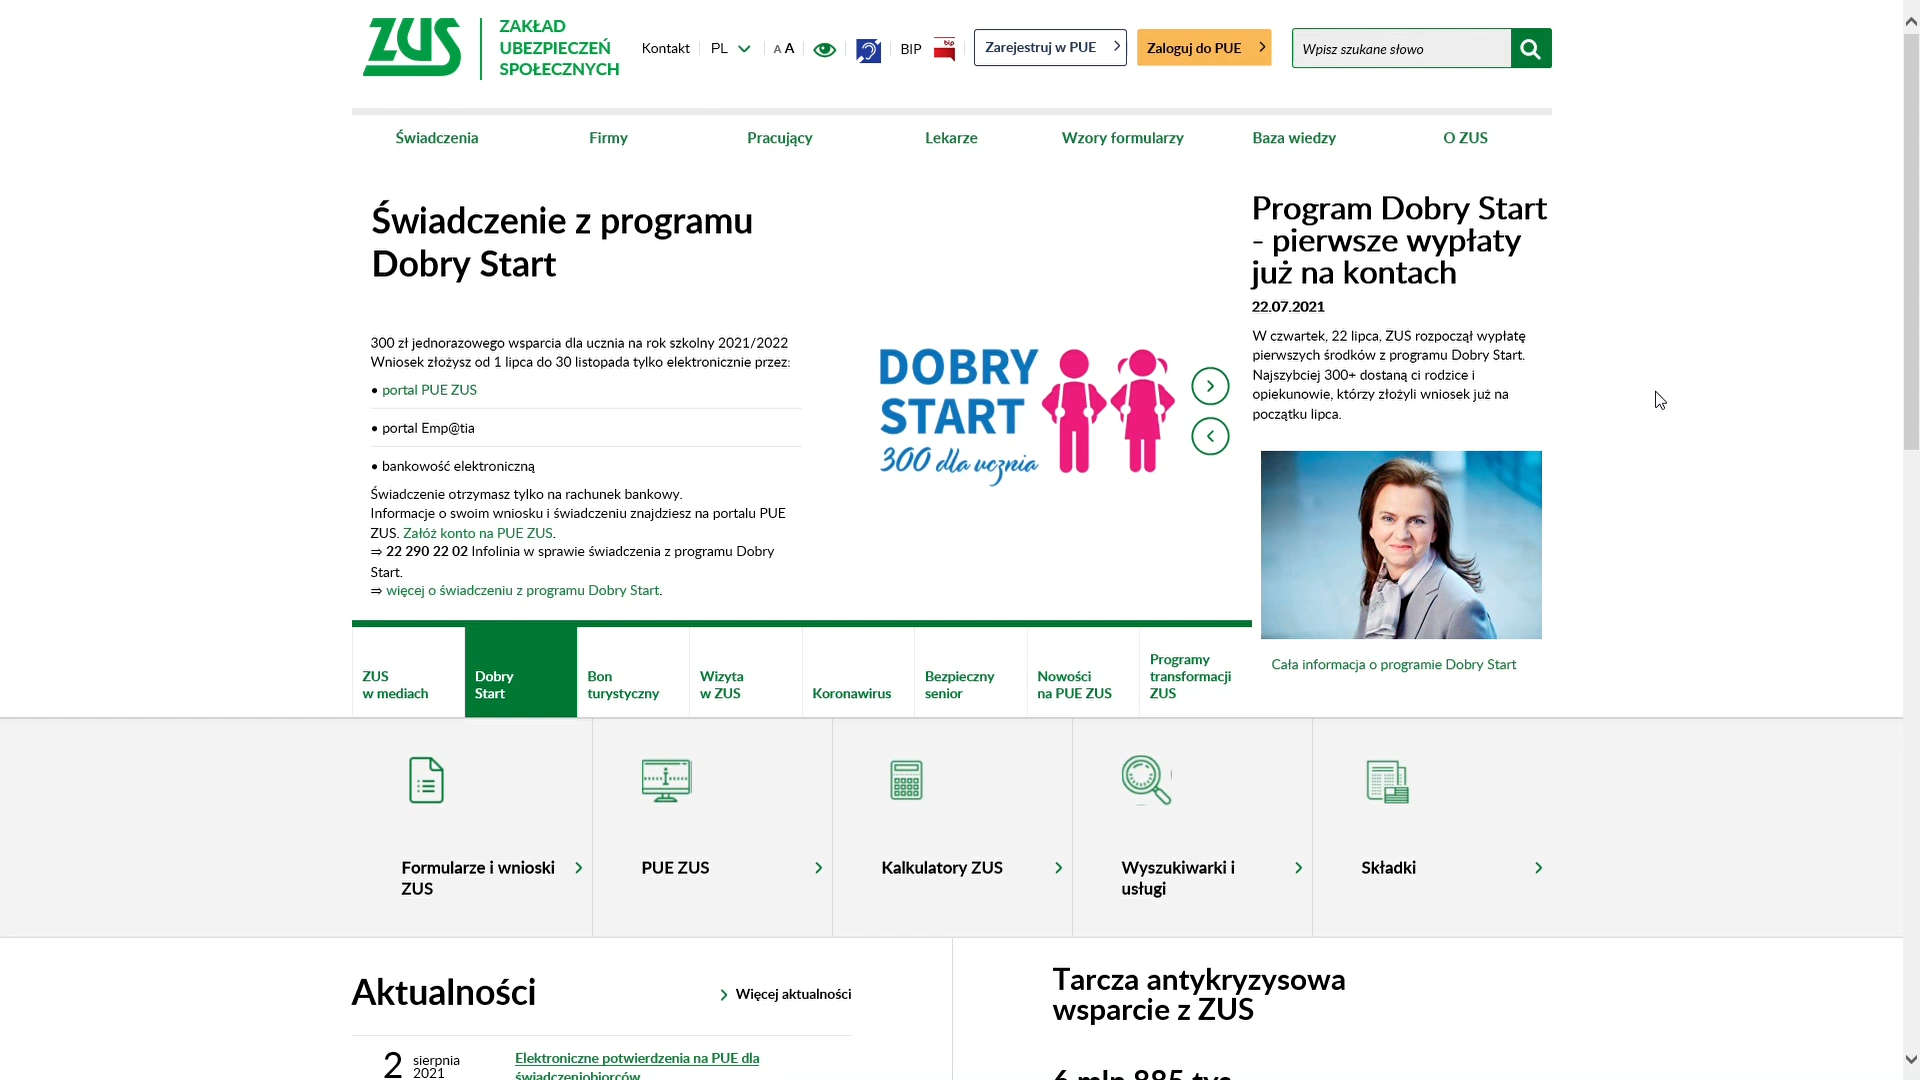 ZUS
ZAKŁAD
UBEZPIECZEŃ
SPOŁECZNYCH
Kontakt
PL
A A
BIP
bip
Zarejestruj w PUE
Zaloguj do PUE
Wpisz szukane słowo
Świadczenia
Firmy
Pracujący
Lekarze
Wzory formularzy
Baza wiedzy
O ZUS
Świadczenie z programu
Dobry Start
300 zł jednorazowego wsparcia dla ucznia na rok szkolny 2021/2022
Wniosek złożysz od 1 lipca do 30 listopada tylko elektronicznie przez:
• portal PUE ZUS
• portal Emp@tia
• bankowość elektroniczną
Świadczenie otrzymasz tylko na rachunek bankowy.
Informacje o swoim wniosku i świadczeniu znajdziesz na portalu PUE
ZUS. Załóż konto na PUE ZUS.
⇒ 22 290 22 02 Infolinia w sprawie świadczenia z programu Dobry
Start.
⇒ więcej o świadczeniu z programu Dobry Start.
DOBRY
START
300 dla ucznia
Program Dobry Start
- pierwsze wypłaty
już na kontach
22.07.2021
W czwartek, 22 lipca, ZUS rozpoczął wypłatę
pierwszych środków z programu Dobry Start.
Najszybciej 300+ dostaną ci rodzice i
opiekunowie, którzy złożyli wniosek już na
początku lipca.
Cała informacja o programie Dobry Start
ZUS
w mediach
Dobry
Start
Bon
turystyczny
Wizyta
w ZUS
Koronawirus
Bezpieczny
senior
Nowości
na PUE ZUS
Programy
transformacji
ZUS
Formularze i wnioski
ZUS
PUE ZUS
Kalkulatory ZUS
Wyszukiwarki i
usługi
Składki
Aktualności
Więcej aktualności
2 sierpnia
2021
Elektroniczne potwierdzenia na PUE dla
świadczeniobiorców
Tarcza antykryzysowa
wsparcie z ZUS
6 mln 885 tys.